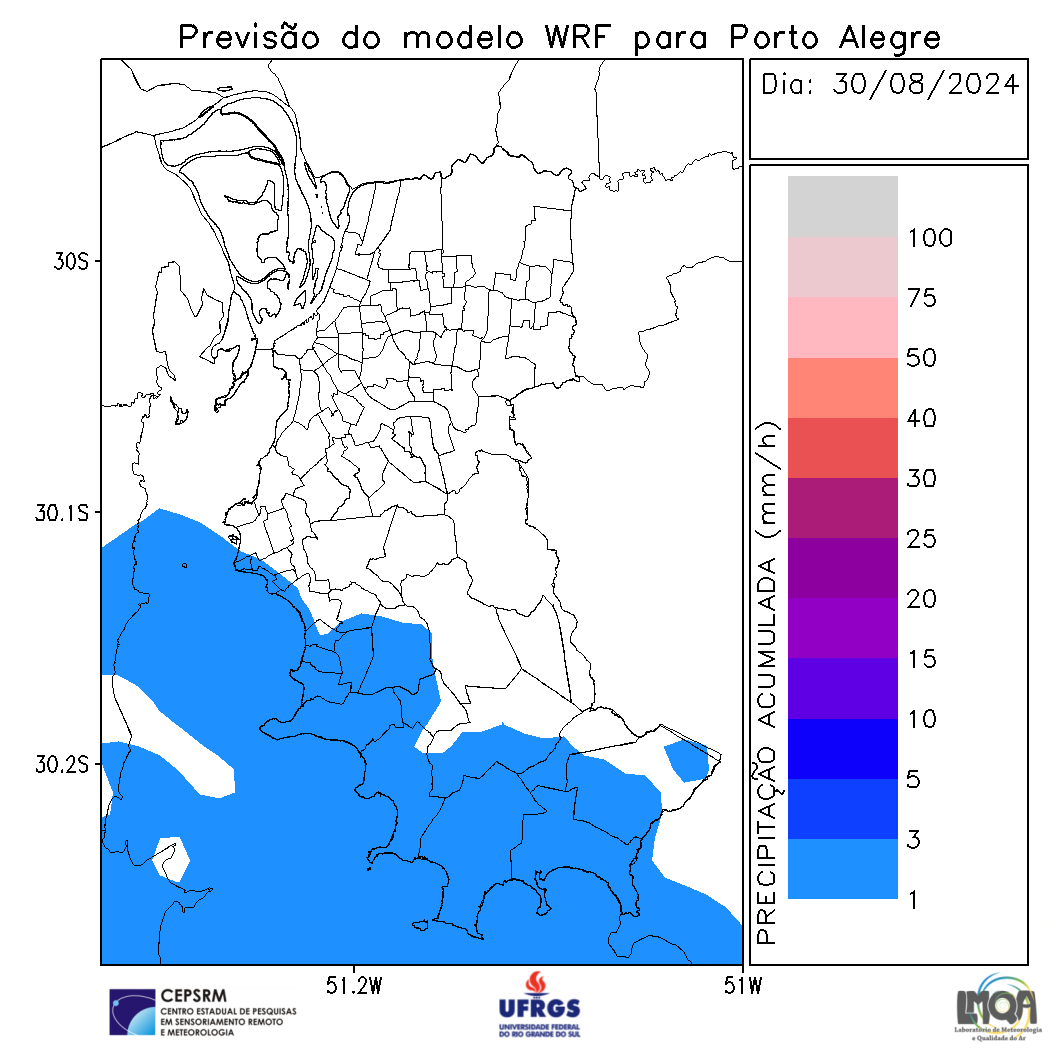 Previsão do modelo WRF para Porto Alegre
Dia: 30/08/2024
30S
30.1S
30.2S
51.2W
51W
PRECIPITAÇÃO ACUMULADA (mm/h)
100
75
50
40
30
25
20
15
10
5
3
1
CEPSRM
CENTRO ESTADUAL DE PESQUISAS
EM SENSORIAMENTO REMOTO
E METEOROLOGIA
UFRGS
UNIVERSIDADE FEDERAL
DO RIO GRANDE DO SUL
LMQA
Laboratório de Meteorologia
e Qualidade do Ar